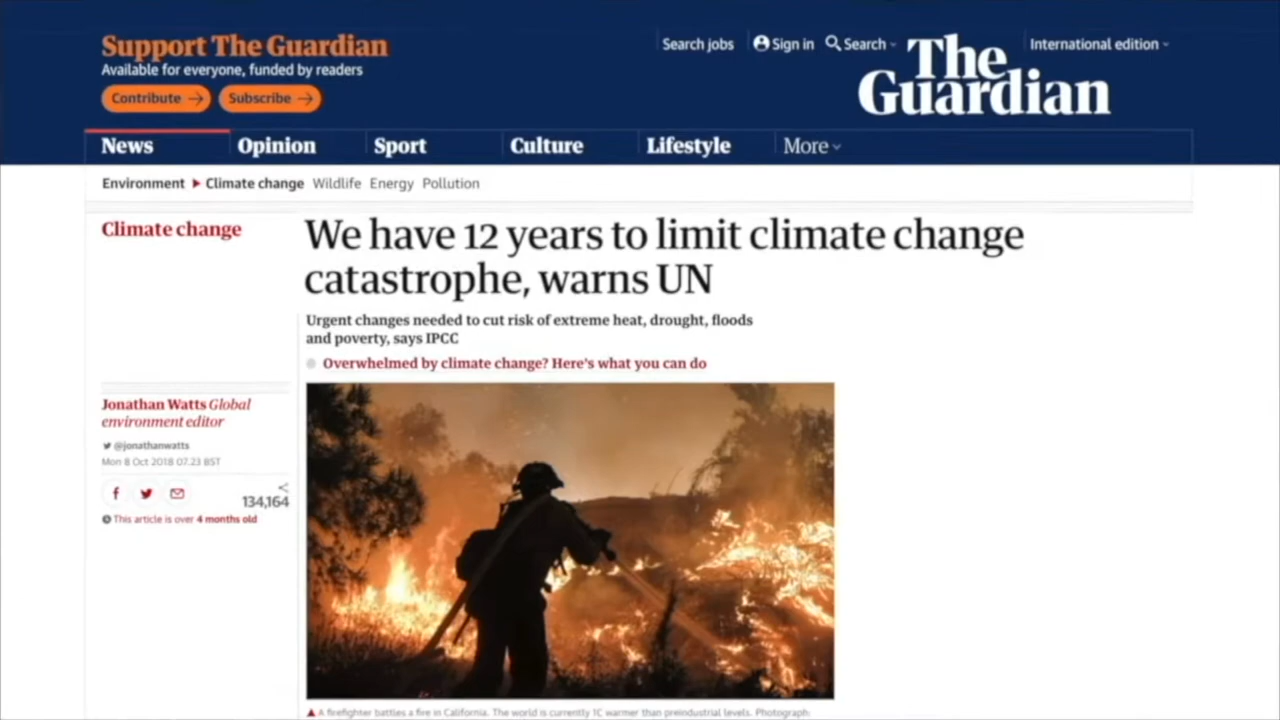 Support The Guardian
Available for everyone, funded by readers
Contribute → Subscribe →
Search jobs Sign in Search International edition
The
Guardian
News Opinion Sport Culture Lifestyle More
Environment Climate change Wildlife Energy Pollution
Climate change
We have 12 years to limit climate change
catastrophe, warns UN
Urgent changes needed to cut risk of extreme heat, drought, floods
and poverty, says IPCC
Overwhelmed by climate change? Here's what you can do
Jonathan Watts Global
environment editor
@jonathanwatts
Mon 8 Oct 2018 07.23 BST
134,164
This article is over 4 months old
A firefighter battles a fire in California. The world is currently 1C warmer than preindustrial levels. Photograph: